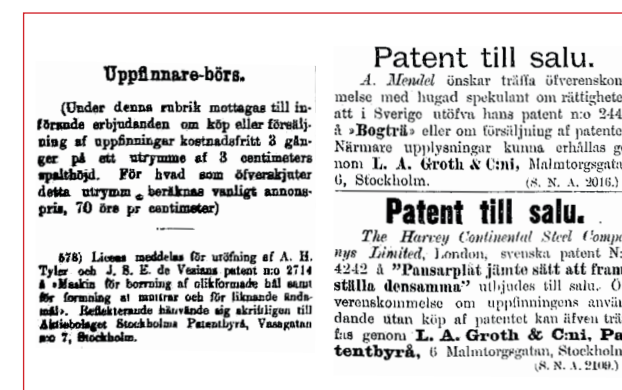 Uppfinnare-börs.
(Under denna rubrik mottagas till in-
förande erbjudanden om köp eller försälj-
ning af uppfinningar kostnadsfritt 3 gån-
ger på ett utrymme af 3 centimeters
spalthöjd. För hvad som öfverskjuter
detta utrymm beräknas vanligt annons-
pris, 70 öre pr centimeter)
578) Licens meddelas för utöfning af A. H.
Tyler och J. S. E. de Vesians patent n:o 2714
å »Maskin för borrning af olikformade hål samt
för formning af muttrar och för liknande ända-
mål». Reflekterande hänvände sig skriftligen till
Aktiebolaget Stockholms Patentbyrå, Vasagatan
n:o 7, Stockholm.
Patent till salu.
A. Mendel önskar träffa öfverenskom
melse med hugad spekulant om rättighete
att i Sverige utöfva hans patent n:o 244
å »Bogträ» eller om försäljning af patente
Närmare upplysningar kunna erhållas ge
nom L. A. Groth & C:ni, Malmtorgsgata
6, Stockholm. (S. N. A. 2016.)
Patent till salu.
The Harvey Continental Steel Compa
nys Limited, London, svenska patent N:
4242 å "Pansarplåt jämte sätt att fram
ställa densamma" utbjudes till salu. Ö
verenskommelse om uppfinningens använ
dande utan köp af patentet kan äfven trä
fas genom L. A. Groth & C:ni, Pa
tentbyrå, 6 Malmtorgsgatan, Stockholm
(S. N. A. 2109.)